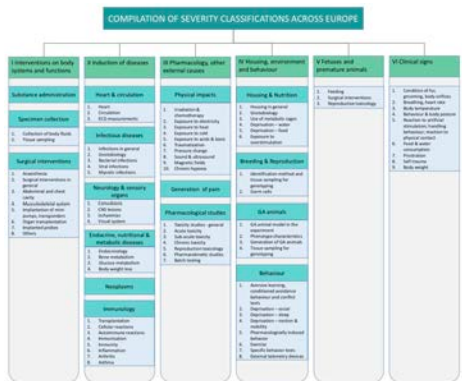 COMPILATION OF SEVERITY CLASSIFICATIONS ACROSS EUROPE
I Interventions on body
systems and functions
Substance administration
Specimen collection
1. Collection of body fluids
2. Tissue sampling
Surgical interventions
1. Anaesthesia
2. Surgical interventions in
general
3. Abdominal and chest
cavity
4. Musculoskeletal system
5. Implantation of mini
pumps, transponders
6. Organ transplantation
7. Implanted probes
8. Others
II Induction of diseases
Heart & circulation
1. Heart
2. Circulation
3. ECG measurements
Infectious diseases
1. Infections in general
2. Gnotobiology
3. Bacterial infections
4. Viral infections
5. Mycotic infections
Neurology & sensory
organs
1. Convulsions
2. CNS lesions
3. Ischaemias
4. Visual system
Endocrine, nutritional &
metabolic diseases
1. Endocrinology
2. Bone metabolism
3. Glucose metabolism
4. Body weight loss
Neoplasms
Immunology
1. Transplantation
2. Cellular reactions
3. Autoimmune reactions
4. Immunisation
5. Immunity
6. Inflammation
7. Arthritis
8. Asthma
III Pharmacology, other
external causes
Physical impacts
1. Irradiation &
chemotherapy
2. Exposure to electricity
3. Exposure to heat
4. Exposure to cold
5. Exposure to acids & bases
6. Traumatization
7. Pressure change
8. Sound & ultrasound
9. Magnetic fields
10. Chronic hypoxia
Generation of pain
Pharmacological studies
1. Toxicity studies - general
2. Acute toxicity
3. Sub-acute toxicity
4. Chronic toxicity
5. Reproduction toxicology
6. Pharmacokinetic studies
7. Batch testing
IV Housing, environment
and behaviour
Housing & Nutrition
1. Housing in general
2. Gnotobiology
3. Use of metabolic cages
4. Deprivation - water
5. Deprivation - food
6. Exposure to
overstimulation
Breeding & Reproduction
1. Identification method and
tissue sampling for
genotyping
2. Germ cells
GA animals
1. GA animal model in the
experiment
2. Phenotype characteristics
3. Generation of GA animals
4. Tissue sampling for
genotyping
Behaviour
1. Aversive learning,
conditioned avoidance
behaviour and conflict
tests
2. Deprivation - social
3. Deprivation - sleep
4. Deprivation - motion &
mobility
5. Pharmacologically induced
behavior
6. Exercise
7. Specific behavior tests
8. External telemetry devices
V Fetuses and
premature animals
1. Feeding
2. Surgical interventions
3. Reproduction toxicology
VI Clinical signs
1. Condition of fur,
grooming, body orifices
2. Breathing, heart rate
3. Body temperature
4. Behaviour & body posture
5. Reaction to artificial
stimulation; handling
behaviour; reaction to
physical contact
6. Food & water
consumption
7. Prostration
8. Self-trauma
9. Body weight